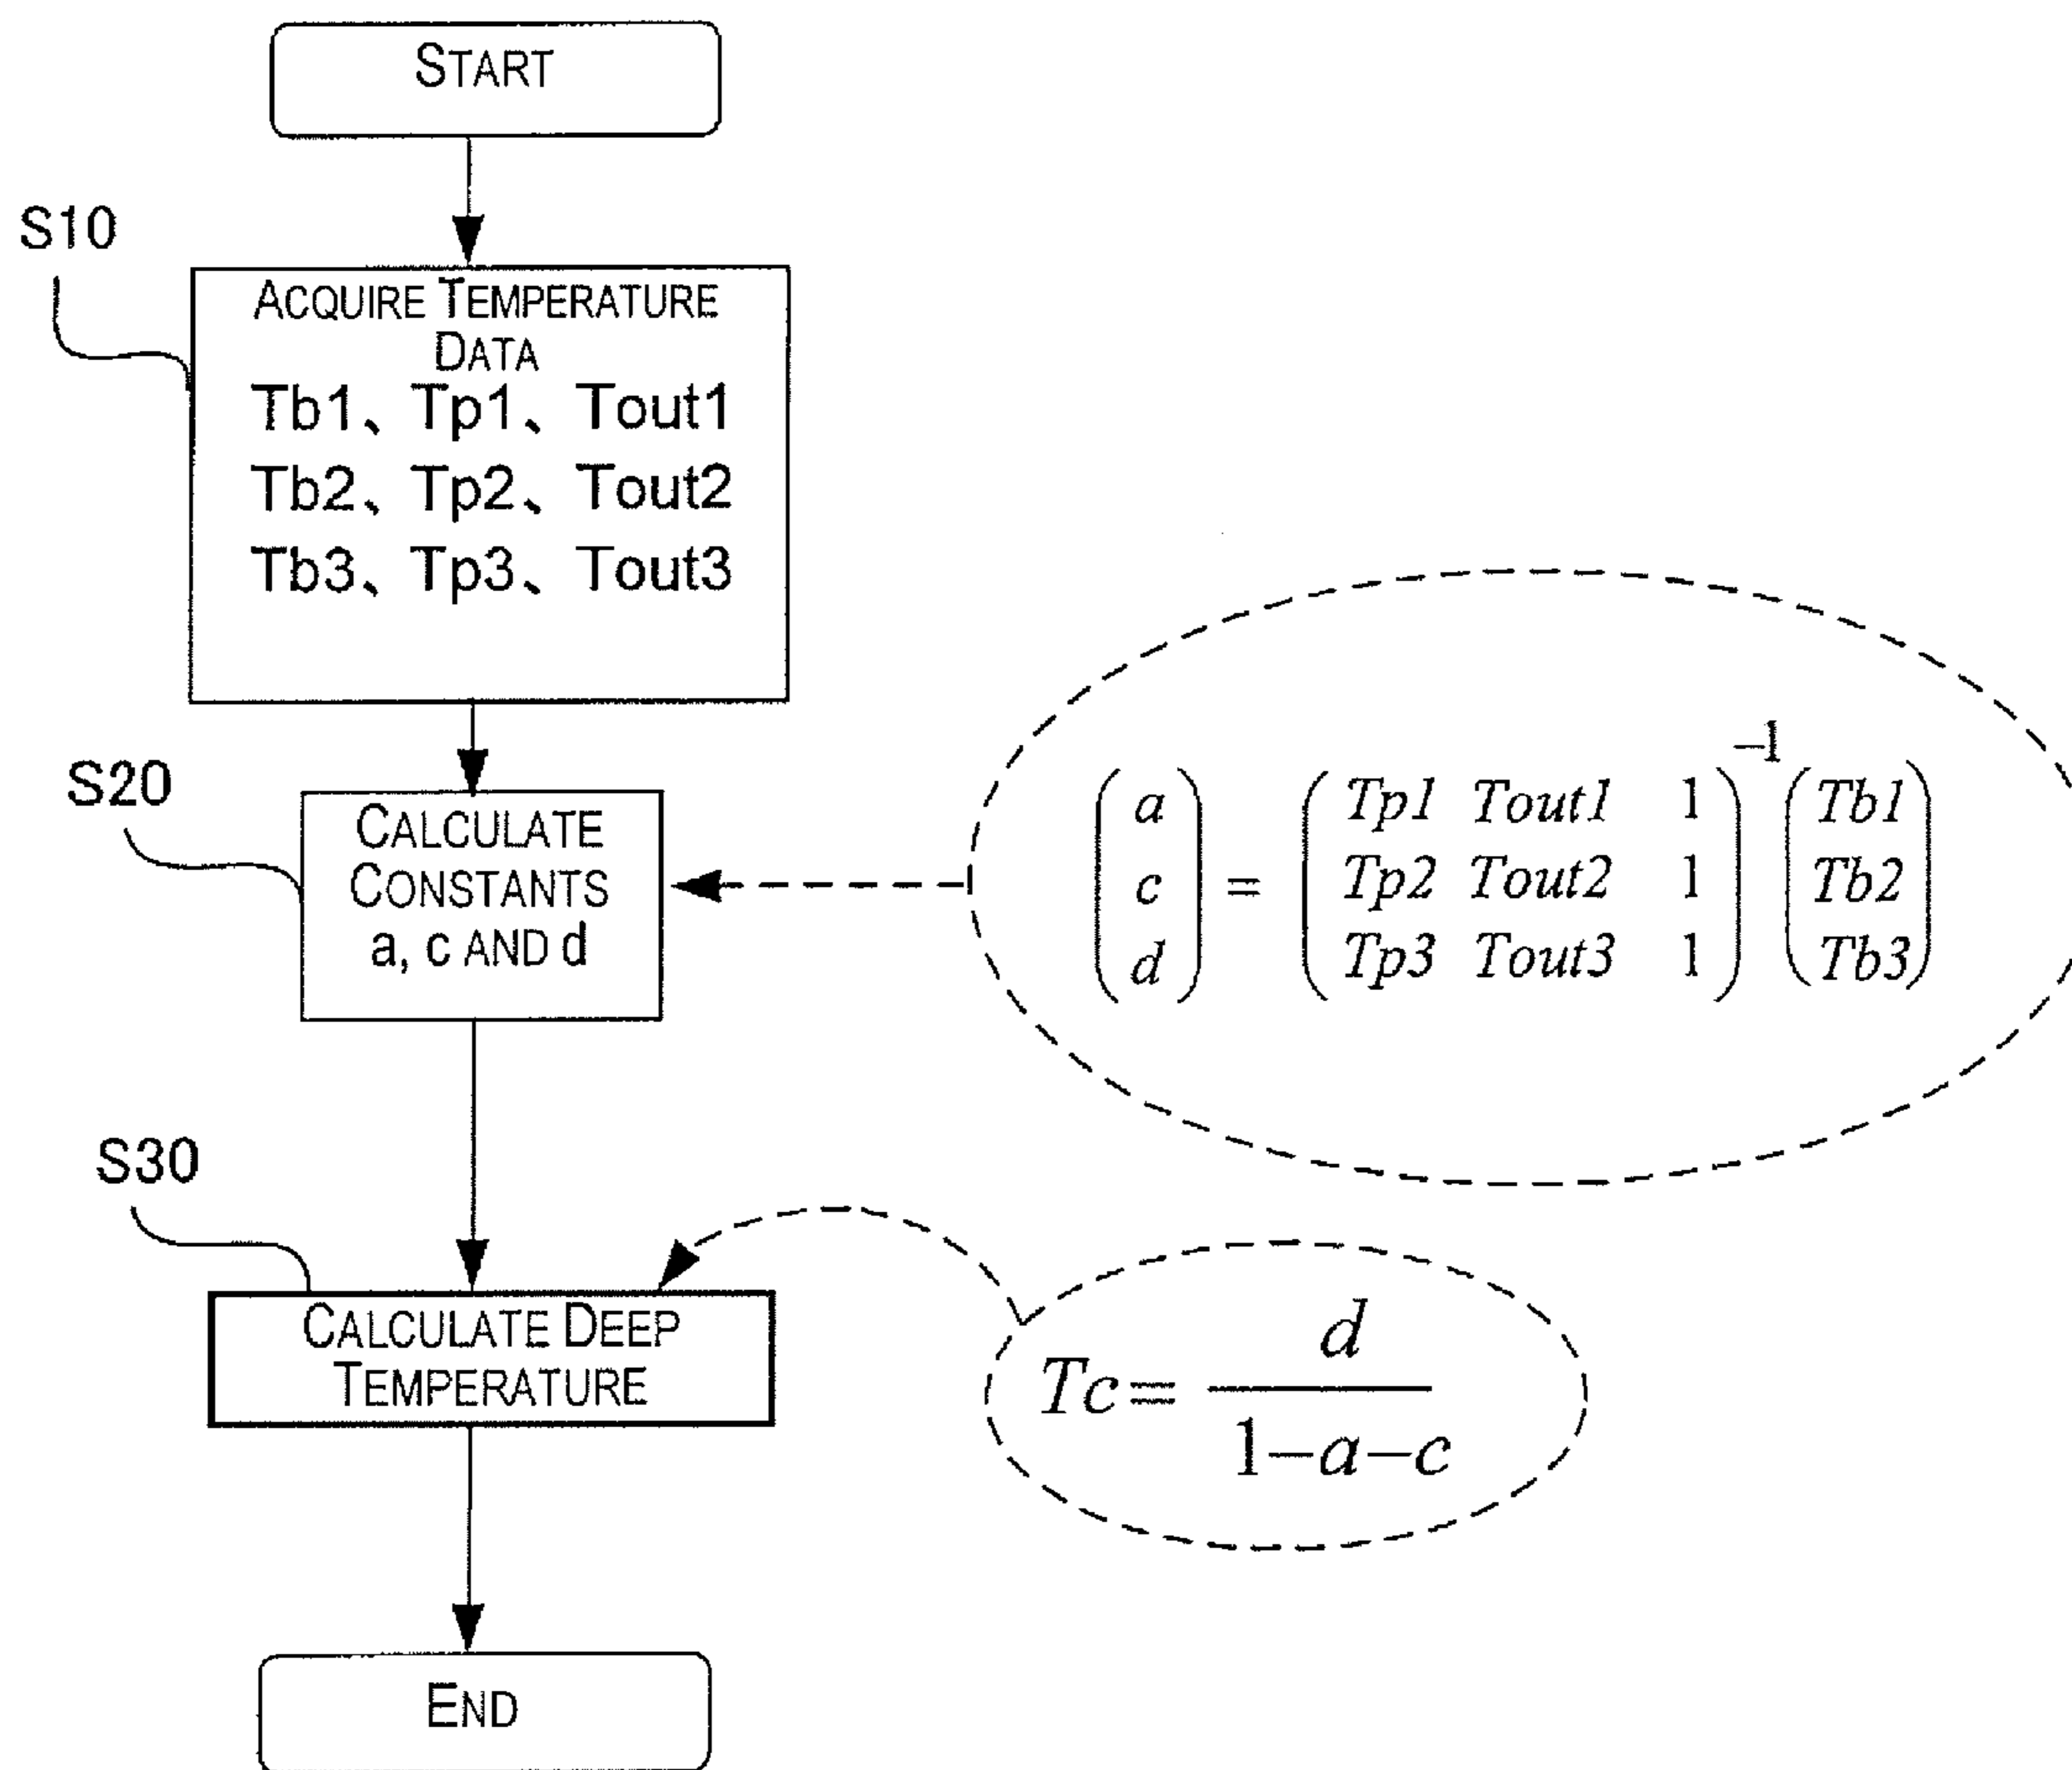 START
S10
ACQUIRE TEMPERATURE
DATA
Tb1、Tp1、Tout1
Tb2、Tp2、Tout2
Tb3、Tp3、Tout3
S20
CALCULATE
CONSTANTS
a, c AND d
−1
( a ) = ( Tp1 Tout1 1 ) ( Tb1 )
( c ) = ( Tp2 Tout2 1 ) ( Tb2 )
( d ) = ( Tp3 Tout3 1 ) ( Tb3 )
S30
CALCULATE DEEP
TEMPERATURE
d
Tc =
1−a−c
END